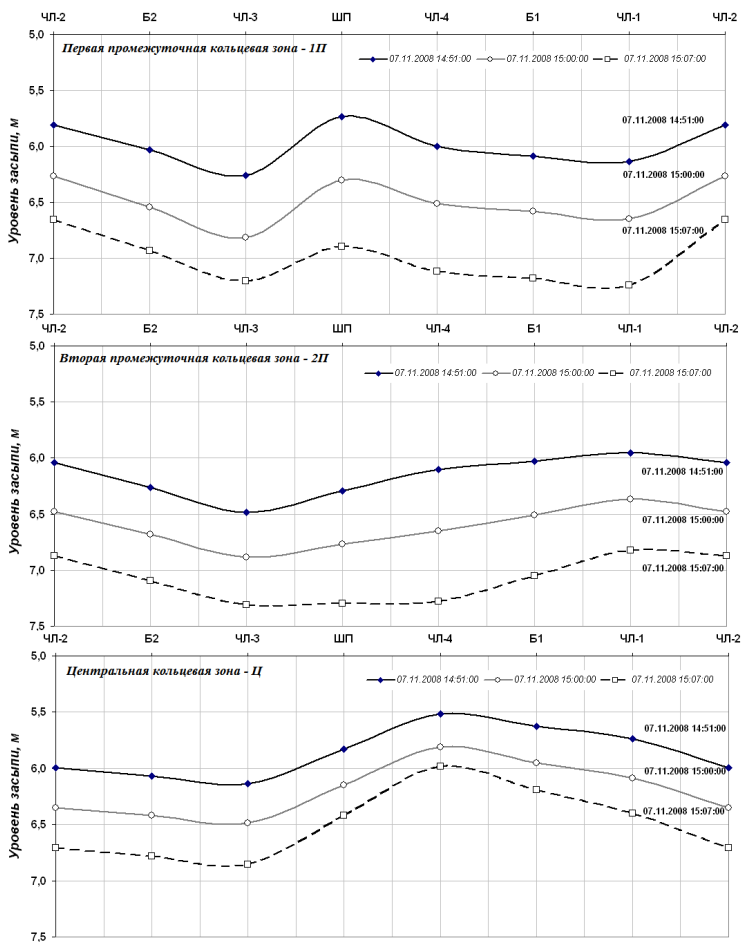 ЧЛ-2 Б2 ЧЛ-3 ШП ЧЛ-4 Б1 ЧЛ-1 ЧЛ-2
5,0
Первая промежуточная кольцевая зона - 1П
07.11.2008 14:51:00 07.11.2008 15:00:00 07.11.2008 15:07:00
5,5
07.11.2008 14:51:00
6,0
07.11.2008 15:00:00
6,5
07.11.2008 15:07:00
7,0
7,5
Уровень засыпи, м
ЧЛ-2 Б2 ЧЛ-3 ШП ЧЛ-4 Б1 ЧЛ-1 ЧЛ-2
5,0
Вторая промежуточная кольцевая зона - 2П
07.11.2008 14:51:00 07.11.2008 15:00:00 07.11.2008 15:07:00
5,5
6,0
07.11.2008 14:51:00
6,5
07.11.2008 15:00:00
07.11.2008 15:07:00
7,0
7,5
Уровень засыпи, м
ЧЛ-2 Б2 ЧЛ-3 ШП ЧЛ-4 Б1 ЧЛ-1 ЧЛ-2
5,0
Центральная кольцевая зона - Ц
07.11.2008 14:51:00 07.11.2008 15:00:00 07.11.2008 15:07:00
5,5
07.11.2008 14:51:00
6,0
07.11.2008 15:00:00
07.11.2008 15:07:00
6,5
7,0
7,5
Уровень засыпи, м